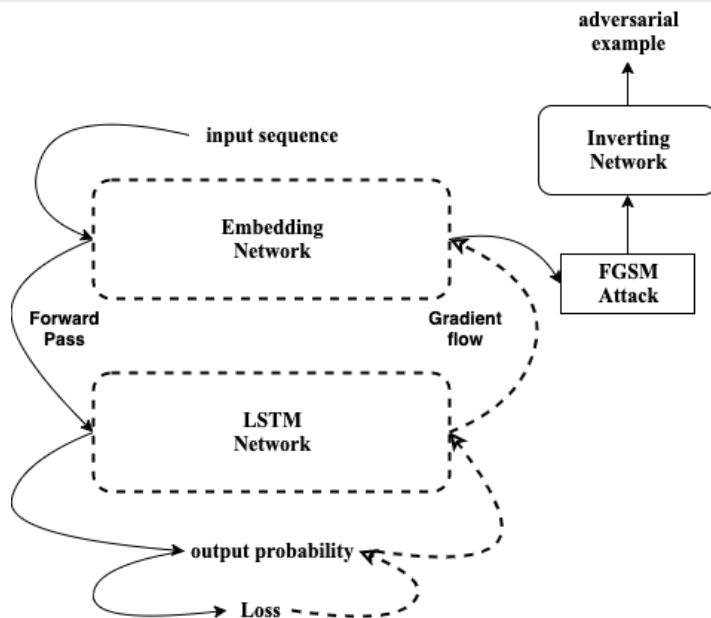 adversarial
example
input sequence
Inverting
Network
Embedding
Network
FGSM
Attack
Forward
Pass
Gradient
flow
LSTM
Network
output probability
Loss